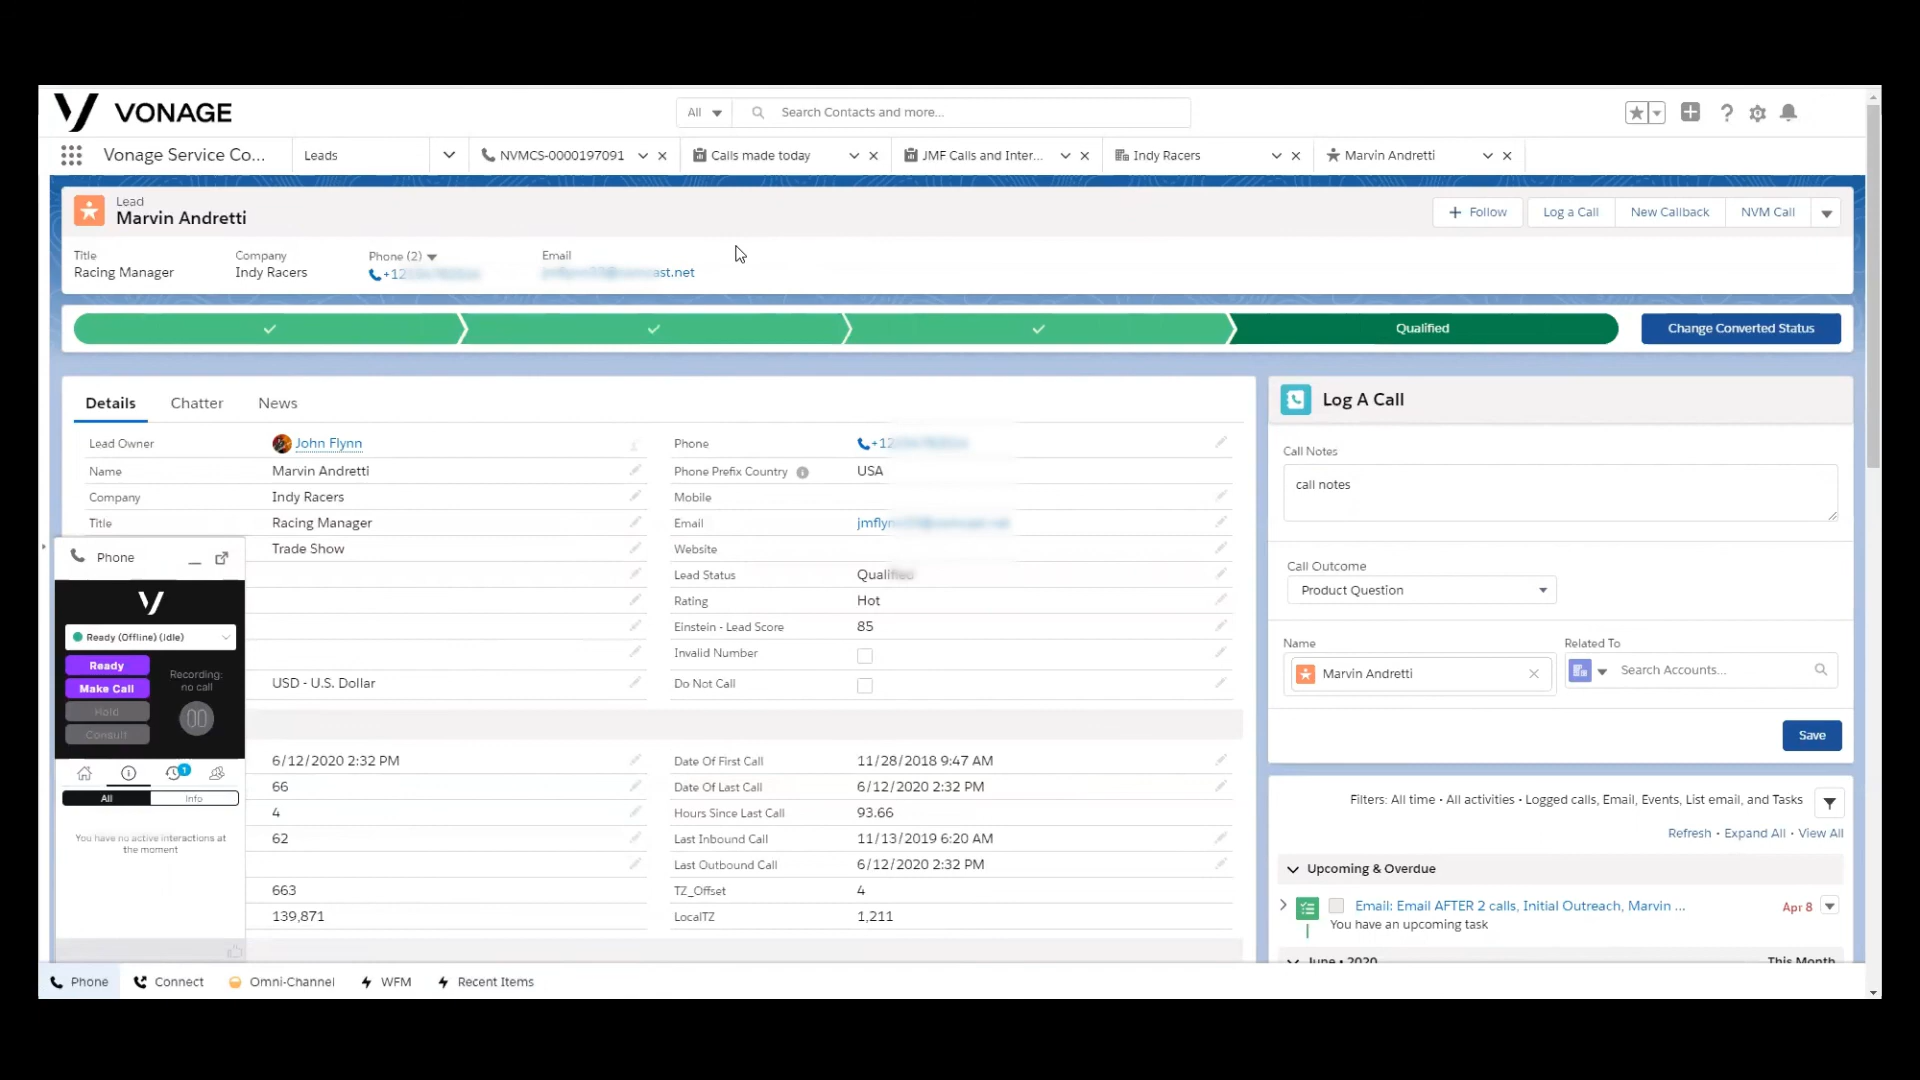 VONAGE
All
Search Contacts and more...
Vonage Service Co...
Leads
NVMCS-0000197091
Calls made today
JMF Calls and Inter...
Indy Racers
Marvin Andretti
Lead
Marvin Andretti
Follow
Log a Call
New Callback
NVM Call
Title
Company
Phone (2)
Email
Racing Manager
Indy Racers
+12
ast.net
Qualified
Change Converted Status
Details
Chatter
News
Lead Owner
John Flynn
Name
Marvin Andretti
Company
Indy Racers
Title
Racing Manager
Trade Show
USD - U.S. Dollar
Phone
+12
Phone Prefix Country
USA
Mobile
Email
jmflyn
Website
Lead Status
Qualified
Rating
Hot
Einstein - Lead Score
85
Invalid Number
Do Not Call
6/12/2020 2:32 PM
66
4
62
663
139,871
Date Of First Call
11/28/2018 9:47 AM
Date Of Last Call
6/12/2020 2:32 PM
Hours Since Last Call
93.66
Last Inbound Call
11/13/2019 6:20 AM
Last Outbound Call
6/12/2020 2:32 PM
TZ_Offset
4
LocalTZ
1,211
Phone
Ready (Offline) (Idle)
Ready
Make Call
Hold
Consult
Recording:
no call
1
All
Info
You have no active interactions at
the moment
Log A Call
Call Notes
call notes
Call Outcome
Product Question
Name
Marvin Andretti
Related To
Search Accounts...
Save
Filters: All time • All activities • Logged calls, Email, Events, List email, and Tasks
Refresh • Expand All • View All
Upcoming & Overdue
Email: Email AFTER 2 calls, Initial Outreach, Marvin ...
Apr 8
You have an upcoming task
June • 2020
This Month
Phone
Connect
Omni-Channel
WFM
Recent Items